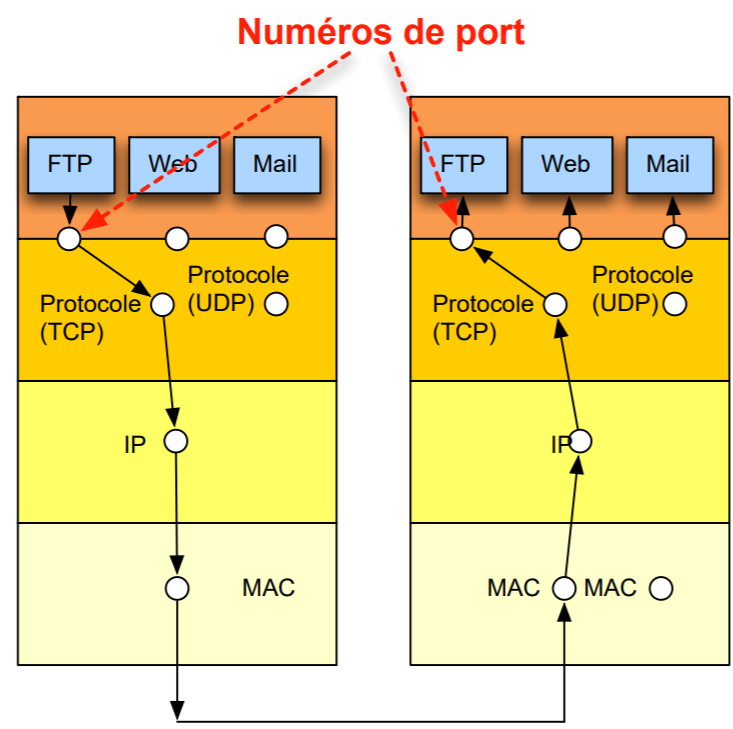 Numéros de port
FTP Web Mail
FTP Web Mail
Protocole
(UDP)
Protocole
(TCP)
Protocole
(UDP)
Protocole
(TCP)
IP
IP
MAC
MAC MAC